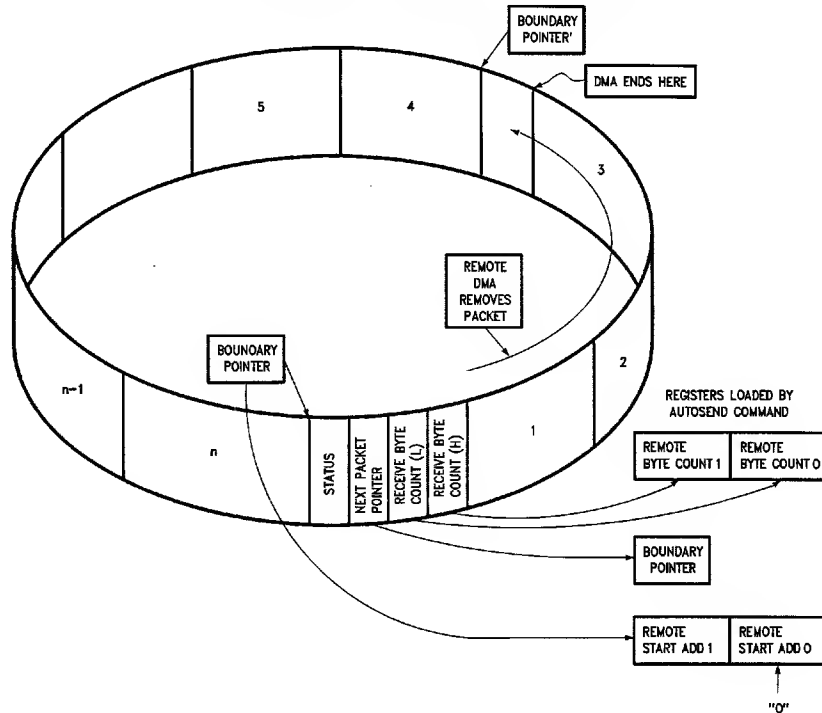 BOUNDARY
POINTER'
DMA ENDS HERE
5
4
3
REMOTE
DMA
REMOVES
PACKET
BOUNDARY
POINTER
2
n-1
n
1
STATUS
NEXT PACKET
POINTER
RECEIVE BYTE
COUNT (L)
RECEIVE BYTE
COUNT (H)
REGISTERS LOADED BY
AUTOSEND COMMAND
REMOTE
BYTE COUNT 1
REMOTE
BYTE COUNT 0
BOUNDARY
POINTER
REMOTE
START ADD 1
REMOTE
START ADD 0
"0"